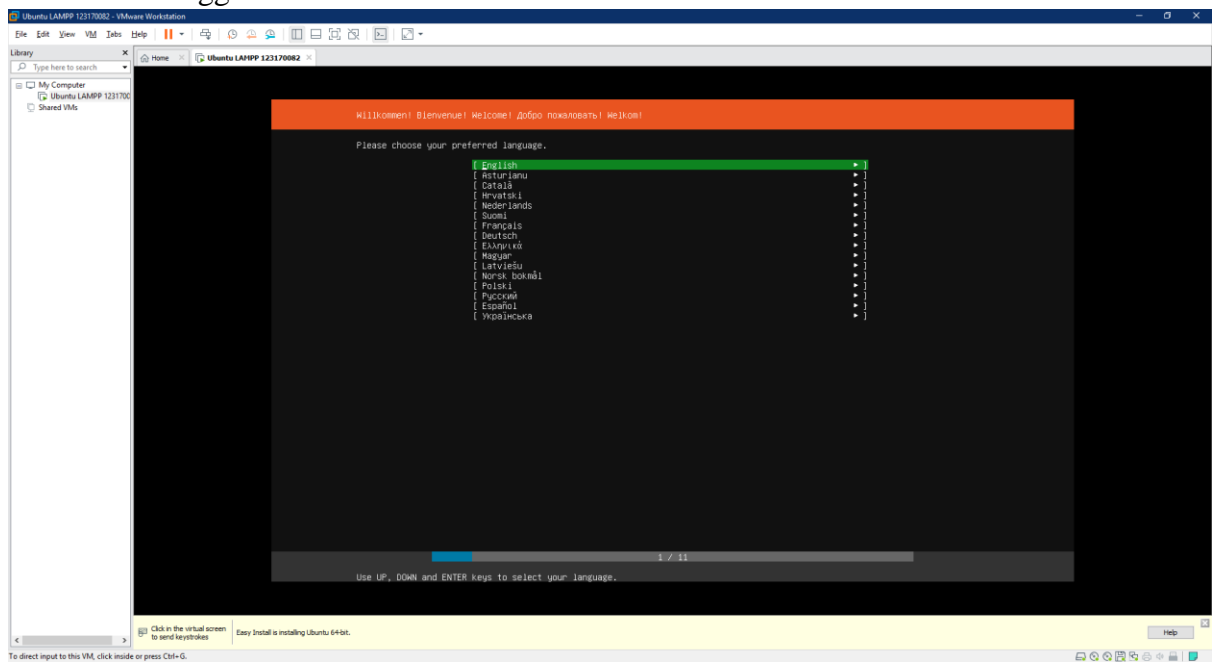 Ubuntu LAMPP 123170082 - VMware Workstation
File Edit View VM Tabs Help
Library
Home
Ubuntu LAMPP 123170082
Type here to search
My Computer
Ubuntu LAMPP 1231700
Shared VMs
Willkommen! Bienvenue! Welcome! Добро пожаловать! Welkom!
Please choose your preferred language.
[ English ► ]
[ Asturianu ► ]
[ Català ► ]
[ Hrvatski ► ]
[ Nederlands ► ]
[ Suomi ► ]
[ Français ► ]
[ Deutsch ► ]
[ Ελληνικά ► ]
[ Magyar ► ]
[ Latviešu ► ]
[ Norsk bokmål ► ]
[ Polski ► ]
[ Русский ► ]
[ Español ► ]
[ Українська ► ]
1 / 11
Use UP, DOWN and ENTER keys to select your language.
Click in the virtual screen
to send keystrokes
Easy Install is installing Ubuntu 64-bit.
Help
To direct input to this VM, click inside or press Ctrl+G.